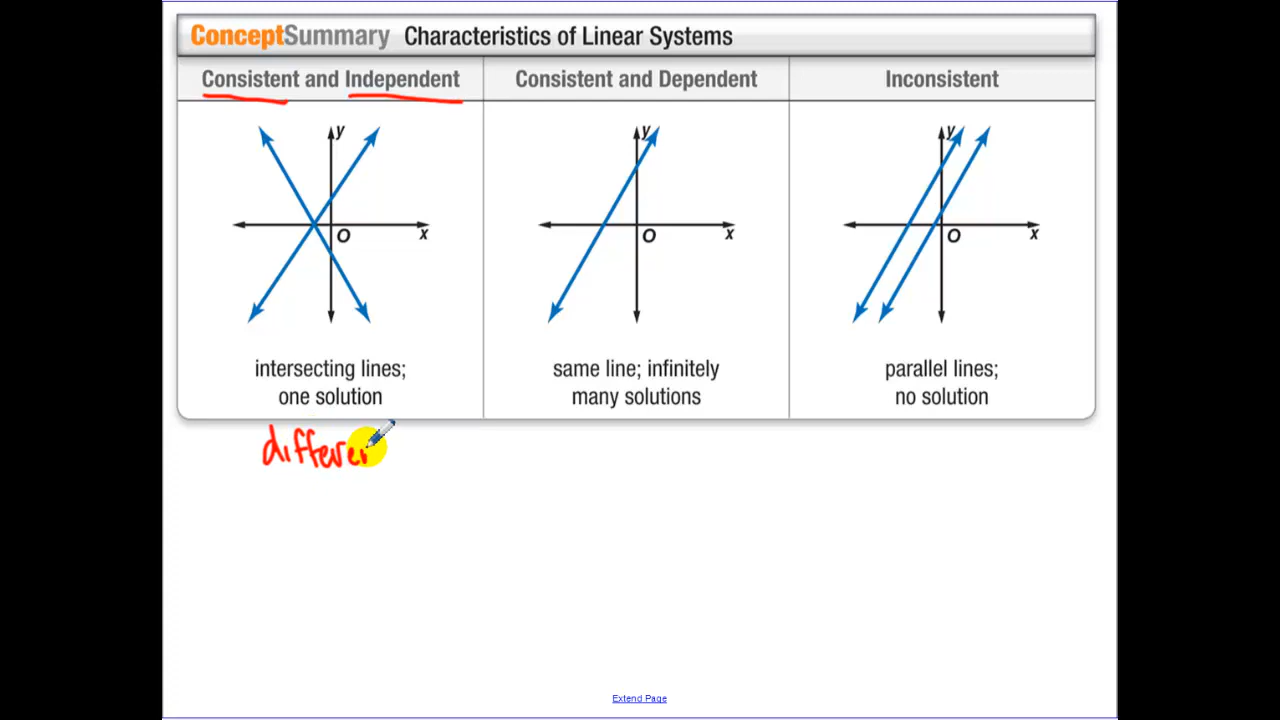 ConceptSummary Characteristics of Linear Systems
Consistent and Independent
Consistent and Dependent
Inconsistent
y
O
x
intersecting lines;
one solution
y
O
x
same line; infinitely
many solutions
y
O
x
parallel lines;
no solution
differe
Extend Page